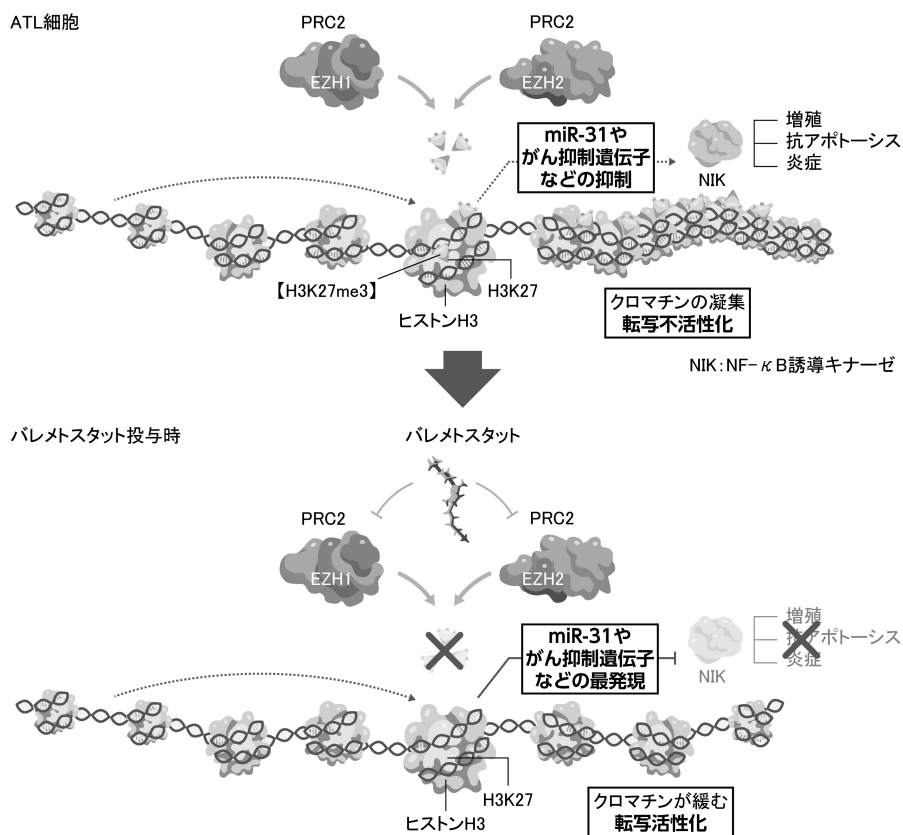 ATL細胞
PRC2
PRC2
EZH1
EZH2
miR-31や
がん抑制遺伝子
などの抑制
NIK
増殖
抗アポトーシス
炎症
【H3K27me3】
H3K27
ヒストンH3
クロマチンの凝集
転写不活性化
NIK：NF-κB誘導キナーゼ
バレメトスタット投与時
バレメトスタット
PRC2
PRC2
EZH1
EZH2
miR-31や
がん抑制遺伝子
などの最発現
NIK
増殖
抗アポトーシス
炎症
H3K27
ヒストンH3
クロマチンが緩む
転写活性化